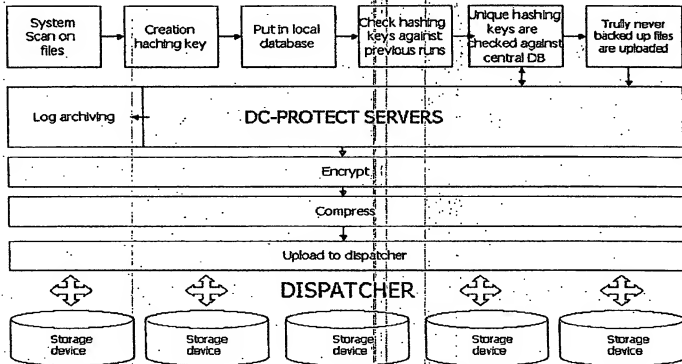 System
Scan on
files
Creation
haching key
Put in local
database
Check hashing
keys against
previous runs
Unique hashing
keys are
checked against
central DB
Trully never
backed up files
are uploaded
Log archiving
DC-PROTECT SERVERS
Encrypt
Compress
Upload to dispatcher
DISPATCHER
Storage
device
Storage
device
Storage
device
Storage
device
Storage
device